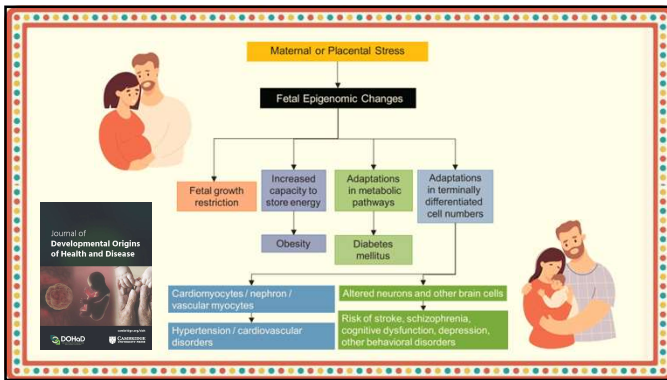 Maternal or Placental Stress
Fetal Epigenomic Changes
Fetal growth
restriction
Increased
capacity to
store energy
Adaptations
in metabolic
pathways
Adaptations
in terminally
differentiated
cell numbers
Obesity
Diabetes
mellitus
Journal of
Developmental Origins
of Health and Disease
DOHaD
CAMBRIDGE
UNIVERSITY PRESS
Cardiomyocytes / nephron /
vascular myocytes
Altered neurons and other brain cells
Hypertension / cardiovascular
disorders
Risk of stroke, schizophrenia,
cognitive dysfunction, depression,
other behavioral disorders